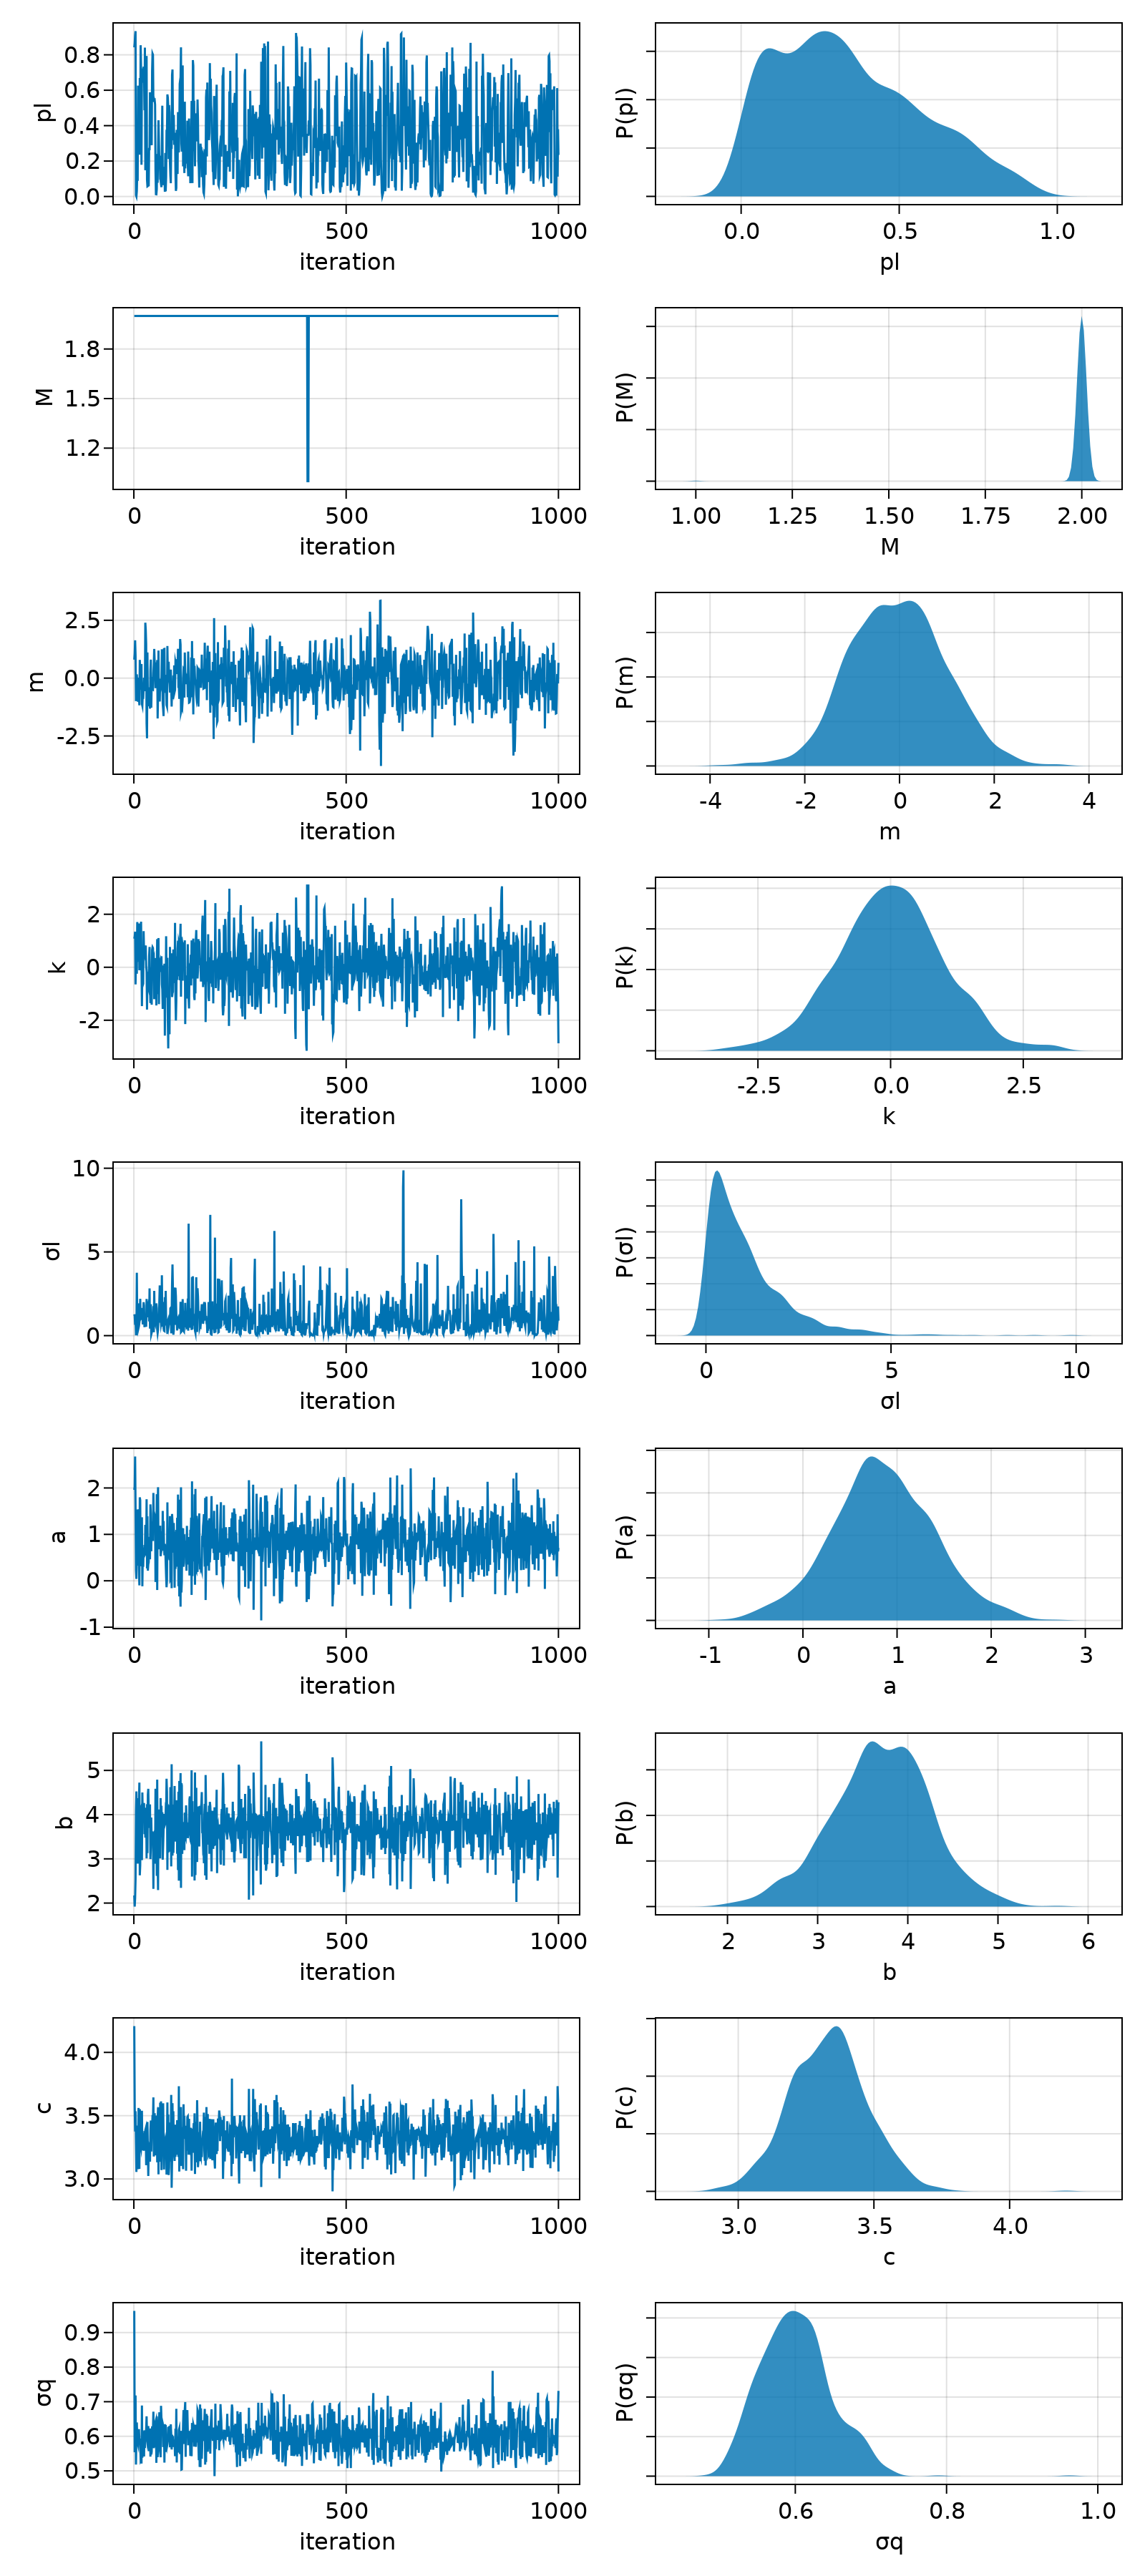 pl
0.8
0.6
0.4
0.2
0.0
0 500 1000
iteration
P(pl)
0.0 0.5 1.0
pl
M
1.8
1.5
1.2
0 500 1000
iteration
P(M)
1.00 1.25 1.50 1.75 2.00
M
m
2.5
0.0
-2.5
0 500 1000
iteration
P(m)
-4 -2 0 2 4
m
k
2
0
-2
0 500 1000
iteration
P(k)
-2.5 0.0 2.5
k
σl
10
5
0
0 500 1000
iteration
P(σl)
0 5 10
σl
a
2
1
0
-1
0 500 1000
iteration
P(a)
-1 0 1 2 3
a
b
5
4
3
2
0 500 1000
iteration
P(b)
2 3 4 5 6
b
c
4.0
3.5
3.0
0 500 1000
iteration
P(c)
3.0 3.5 4.0
c
σq
0.9
0.8
0.7
0.6
0.5
0 500 1000
iteration
P(σq)
0.6 0.8 1.0
σq